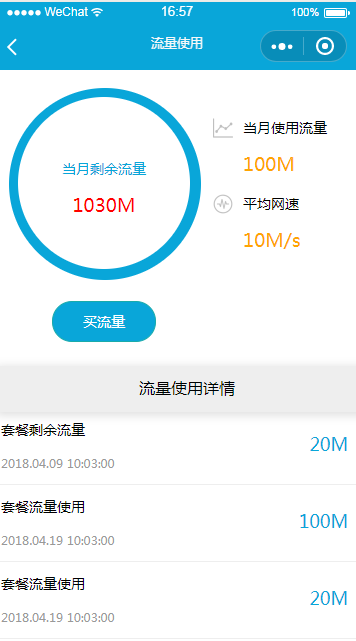 WeChat 16:57 100%
流量使用
当月剩余流量
1030M
当月使用流量
100M
平均网速
10M/s
买流量
流量使用详情
套餐剩余流量
20M
2018.04.09 10:03:00
套餐流量使用
100M
2018.04.19 10:03:00
套餐流量使用
20M
2018.04.19 10:03:00